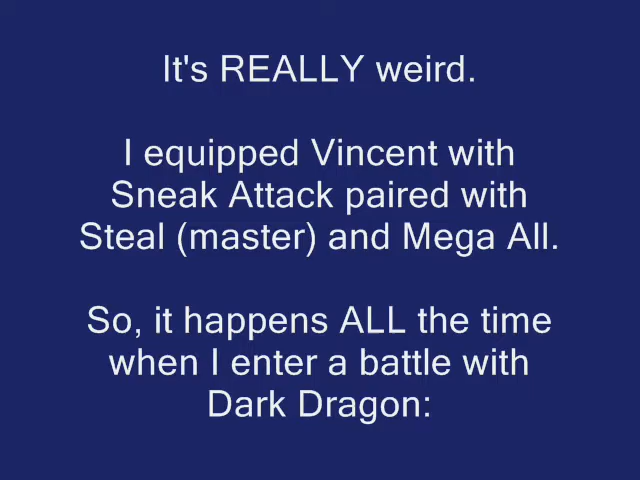 It's REALLY weird.
I equipped Vincent with
Sneak Attack paired with
Steal (master) and Mega All.
So, it happens ALL the time
when I enter a battle with
Dark Dragon: